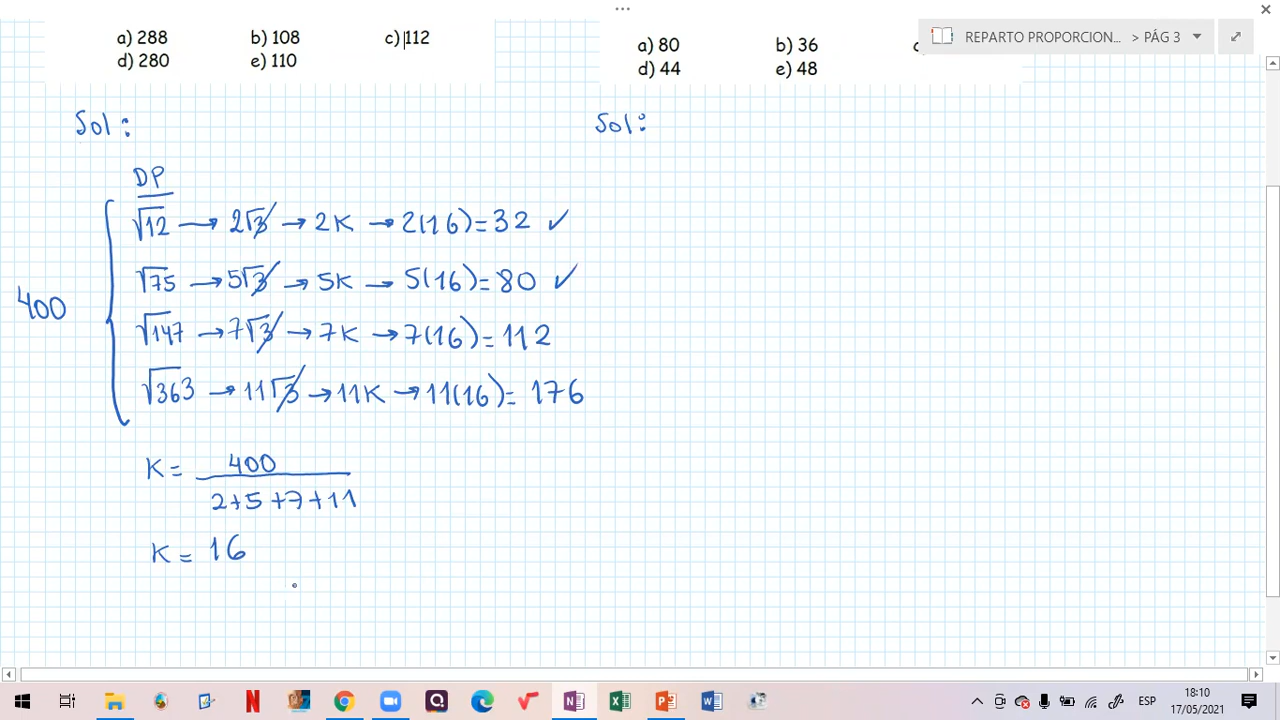 a) 288 b) 108 c) 112
d) 280 e) 110
a) 80 b) 36
d) 44 e) 48
REPARTO PROPORCION... > PÁG 3
Sol:
DP
400
√12 → 2√3 → 2K → 2(16) = 32 ✓
√75 → 5√3 → 5K → 5(16) = 80 ✓
√147 → 7√3 → 7K → 7(16) = 112
√363 → 11√3 → 11K → 11(16) = 176
K = 400
2+5+7+11
K = 16
Sol:
ESP
18:10
17/05/2021